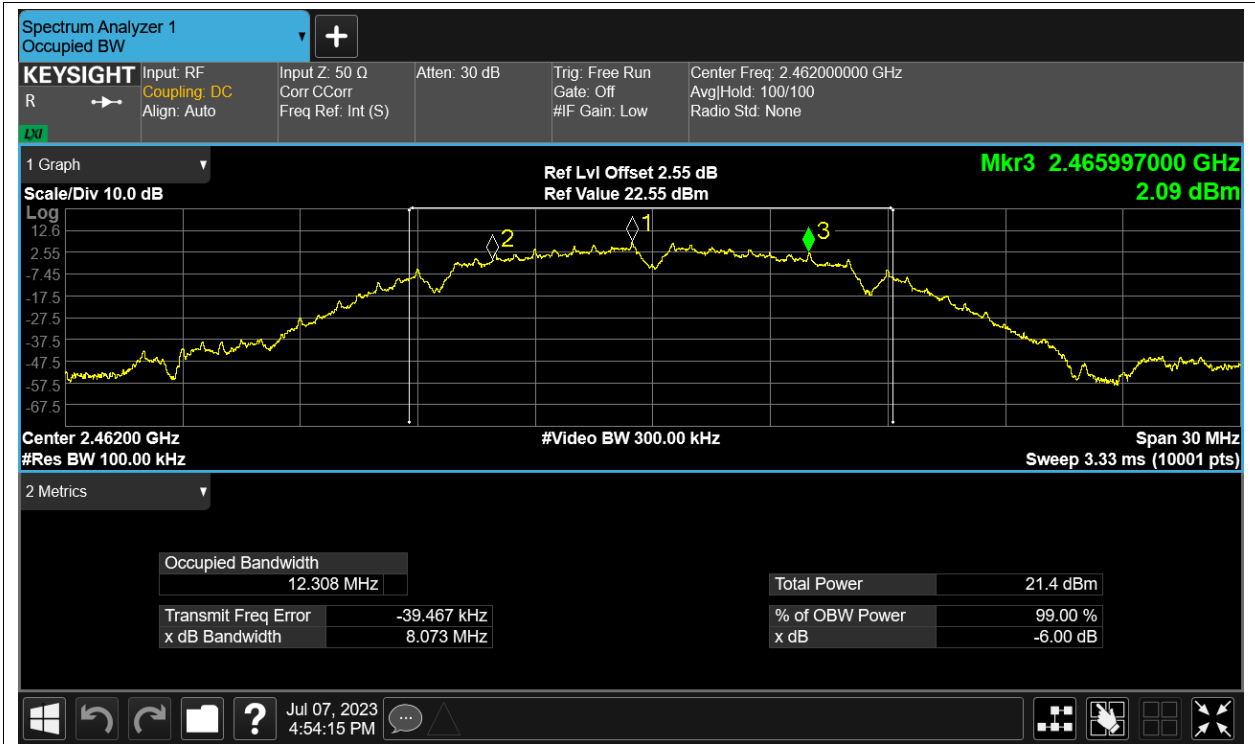 Spectrum Analyzer 1
Occupied BW
KEYSIGHT
R
LXI
Input: RF
Coupling: DC
Align: Auto
Input Z: 50 Ω
Corr CCorr
Freq Ref: Int (S)
Atten: 30 dB
Trig: Free Run
Gate: Off
#IF Gain: Low
Center Freq: 2.462000000 GHz
Avg|Hold: 100/100
Radio Std: None
1 Graph
Scale/Div 10.0 dB
Ref Lvl Offset 2.55 dB
Ref Value 22.55 dBm
Mkr3 2.465997000 GHz
2.09 dBm
Log
12.6
2.55
-7.45
-17.5
-27.5
-37.5
-47.5
-57.5
-67.5
2
1
3
Center 2.46200 GHz
#Res BW 100.00 kHz
#Video BW 300.00 kHz
Span 30 MHz
Sweep 3.33 ms (10001 pts)
2 Metrics
Occupied Bandwidth
12.308 MHz
Transmit Freq Error -39.467 kHz
x dB Bandwidth 8.073 MHz
Total Power 21.4 dBm
% of OBW Power 99.00 %
x dB -6.00 dB
?
Jul 07, 2023
4:54:15 PM